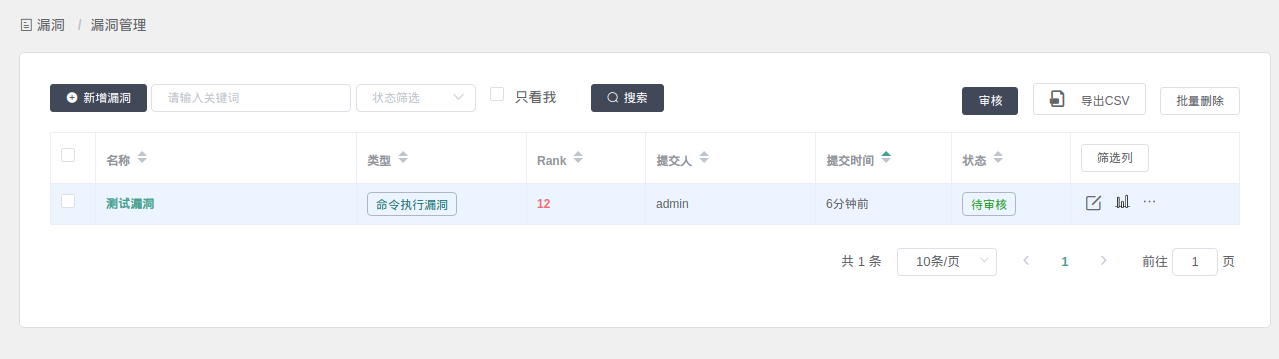 漏洞 / 漏洞管理
新增漏洞 请输入关键词 状态筛选 只看我 搜索 审核 导出CSV 批量删除
名称 类型 Rank 提交人 提交时间 状态 筛选列
测试漏洞 命令执行漏洞 12 admin 6分钟前 待审核 ···
共 1 条 10条/页 1 前往 1 页